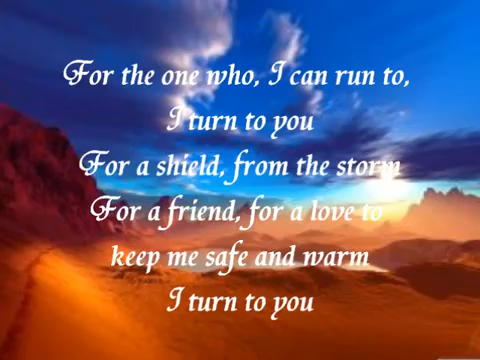 For the one who, I can run to,
I turn to you
For a shield, from the storm
For a friend, for a love to
keep me safe and warm
I turn to you